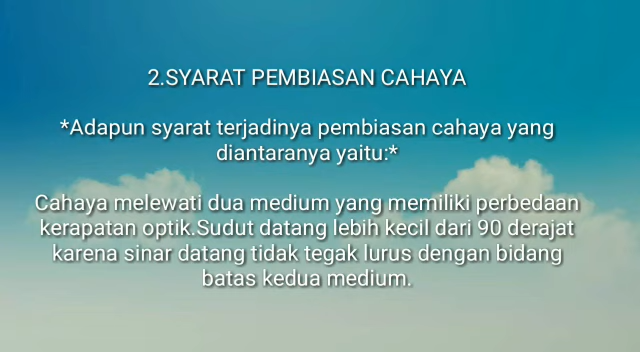 2.SYARAT PEMBIASAN CAHAYA
*Adapun syarat terjadinya pembiasan cahaya yang
diantaranya yaitu:*
Cahaya melewati dua medium yang memiliki perbedaan
kerapatan optik.Sudut datang lebih kecil dari 90 derajat
karena sinar datang tidak tegak lurus dengan bidang
batas kedua medium.